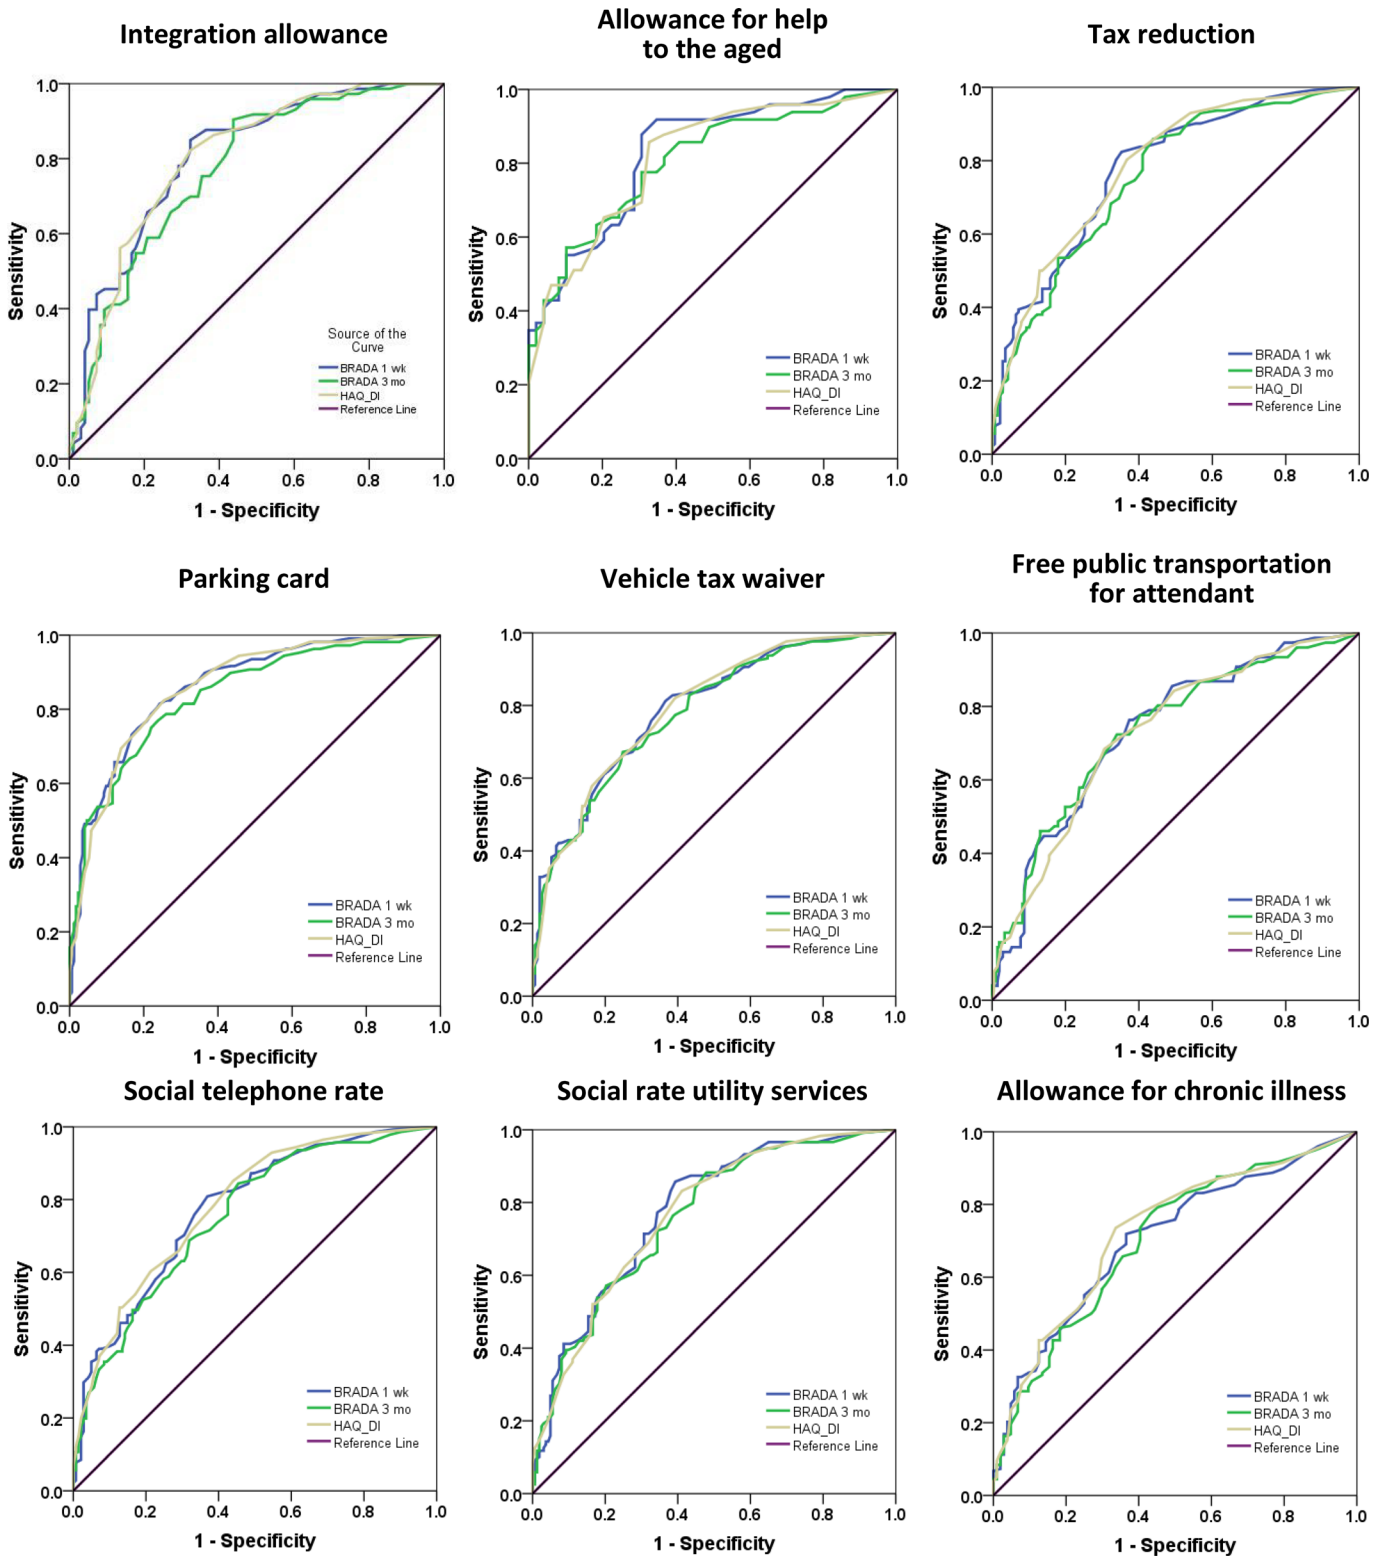 Integration allowance
Sensitivity
1.0
0.8
0.6
0.4
0.2
0.0
Source of the
Curve
BRADA 1 wk
BRADA 3 mo
HAQ_DI
Reference Line
0.0 0.2 0.4 0.6 0.8 1.0
1 - Specificity
Allowance for help
to the aged
Sensitivity
1.0
0.8
0.6
0.4
0.2
0.0
BRADA 1 wk
BRADA 3 mo
HAQ_DI
Reference Line
0.0 0.2 0.4 0.6 0.8 1.0
1 - Specificity
Tax reduction
Sensitivity
1.0
0.8
0.6
0.4
0.2
0.0
BRADA 1 wk
BRADA 3 mo
HAQ_DI
Reference Line
0.0 0.2 0.4 0.6 0.8 1.0
1 - Specificity
Parking card
Sensitivity
1.0
0.8
0.6
0.4
0.2
0.0
BRADA 1 wk
BRADA 3 mo
HAQ_DI
Reference Line
0.0 0.2 0.4 0.6 0.8 1.0
1 - Specificity
Vehicle tax waiver
Sensitivity
1.0
0.8
0.6
0.4
0.2
0.0
BRADA 1 wk
BRADA 3 mo
HAQ_DI
Reference Line
0.0 0.2 0.4 0.6 0.8 1.0
1 - Specificity
Free public transportation
for attendant
Sensitivity
1.0
0.8
0.6
0.4
0.2
0.0
BRADA 1 wk
BRADA 3 mo
HAQ_DI
Reference Line
0.0 0.2 0.4 0.6 0.8 1.0
1 - Specificity
Social telephone rate
Sensitivity
1.0
0.8
0.6
0.4
0.2
0.0
BRADA 1 wk
BRADA 3 mo
HAQ_DI
Reference Line
0.0 0.2 0.4 0.6 0.8 1.0
1 - Specificity
Social rate utility services
Sensitivity
1.0
0.8
0.6
0.4
0.2
0.0
BRADA 1 wk
BRADA 3 mo
HAQ_DI
Reference Line
0.0 0.2 0.4 0.6 0.8 1.0
1 - Specificity
Allowance for chronic illness
Sensitivity
1.0
0.8
0.6
0.4
0.2
0.0
BRADA 1 wk
BRADA 3 mo
HAQ_DI
Reference Line
0.0 0.2 0.4 0.6 0.8 1.0
1 - Specificity